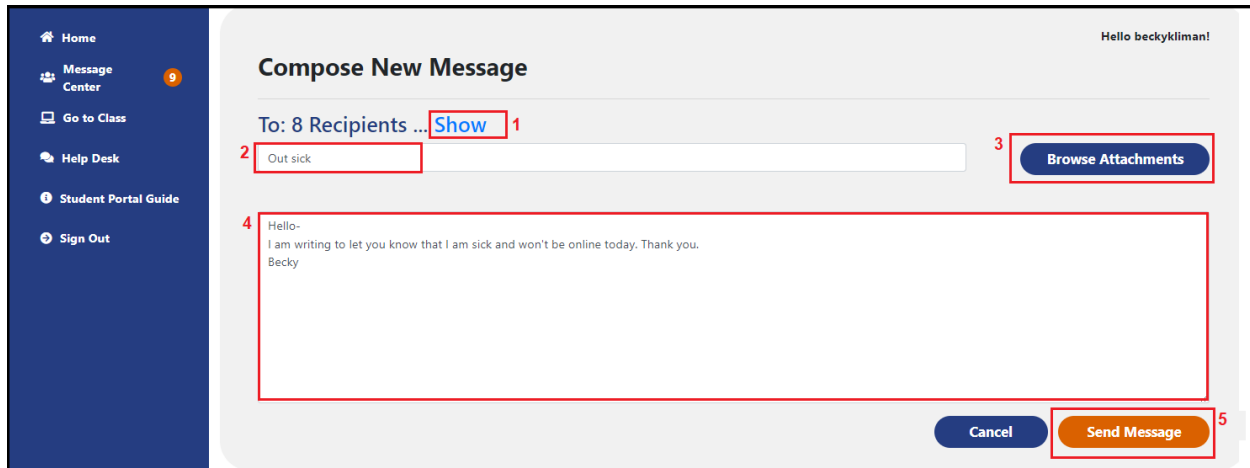 Home
Message
Center
9
Go to Class
Help Desk
Student Portal Guide
Sign Out
Hello beckykliman!
Compose New Message
To: 8 Recipients ... Show
1
2
Out sick
3
Browse Attachments
4
Hello-
I am writing to let you know that I am sick and won't be online today. Thank you.
Becky
Cancel
Send Message
5